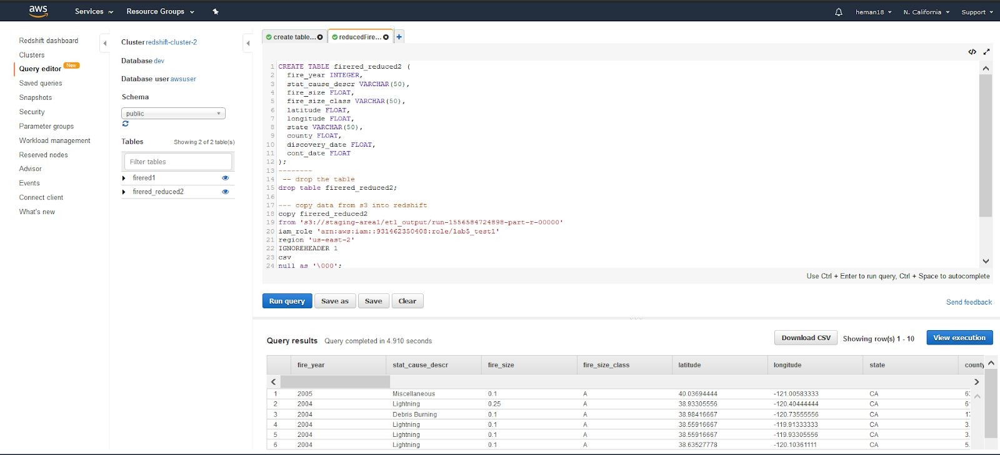 aws Services Resource Groups heman18 N. California Support
Redshift dashboard
Clusters
Query editor New
Saved queries
Snapshots
Security
Parameter groups
Workload management
Reserved nodes
Advisor
Events
Connect client
What's new
Cluster redshift-cluster-2
Database dev
Database user awsuser
Schema
public
Tables Showing 2 of 2 table(s)
Filter tables
firered1
firered_reduced2
create table... reducedFire... +
1 CREATE TABLE firered_reduced2 (
2 fire_year INTEGER,
3 stat_cause_descr VARCHAR(50),
4 fire_size FLOAT,
5 fire_size_class VARCHAR(50),
6 latitude FLOAT,
7 longitude FLOAT,
8 state VARCHAR(50),
9 county FLOAT,
10 discovery_date FLOAT,
11 cont_date FLOAT
12 );
13 --------
14 -- drop the table
15 drop table firered_reduced2;
16
17 --- copy data from s3 into redshift
18 copy firered_reduced2
19 from 's3://staging-area1/etl_output/run-1556584724898-part-r-00000'
20 iam_role 'arn:aws:iam::931462350408:role/lab5_test1'
21 region 'us-east-2'
22 IGNOREHEADER 1
23 csv
24 null as '\000';
Use Ctrl + Enter to run query, Ctrl + Space to autocomplete
Run query Save as Save Clear
Send feedback
Query results Query completed in 4.910 seconds Download CSV Showing row(s) 1 - 10 View execution
fire_year stat_cause_descr fire_size fire_size_class latitude longitude state county
1 2005 Miscellaneous 0.1 A 40.03694444 -121.00583333 CA
2 2004 Lightning 0.25 A 38.93305556 -120.40444444 CA
3 2004 Debris Burning 0.1 A 38.98416667 -120.73555556 CA
4 2004 Lightning 0.1 A 38.55916667 -119.91333333 CA 3.
5 2004 Lightning 0.1 A 38.55916667 -119.93305556 CA 3.
6 2004 Lightning 0.1 A 38.63527778 -120.10361111 CA 5.